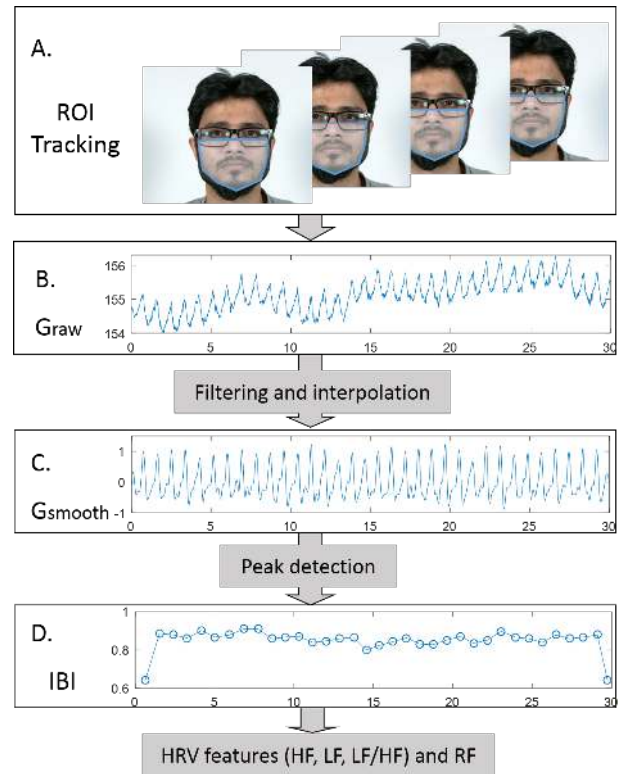 A.
ROI
Tracking
B.
Graw
156
155
154
0 5 10 15 20 25 30
Filtering and interpolation
C.
Gsmooth
1
0
-1
0 5 10 15 20 25 30
Peak detection
D.
IBI
1
0.8
0.6
0 5 10 15 20 25 30
HRV features (HF, LF, LF/HF) and RF